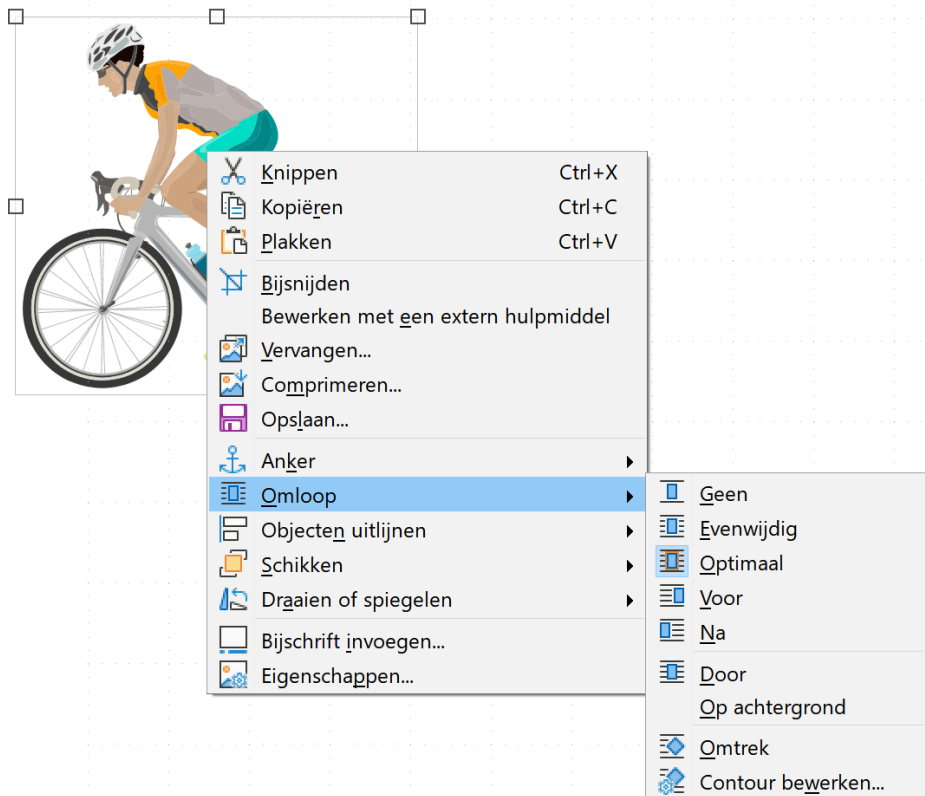 Knippen Ctrl+X
Kopiëren Ctrl+C
Plakken Ctrl+V
Bijsnijden
Bewerken met een extern hulpmiddel
Vervangen...
Comprimeren...
Opslaan...
Anker
Omloop
Objecten uitlijnen
Schikken
Draaien of spiegelen
Bijschrift invoegen...
Eigenschappen...
Geen
Evenwijdig
Optimaal
Voor
Na
Door
Op achtergrond
Omtrek
Contour bewerken...